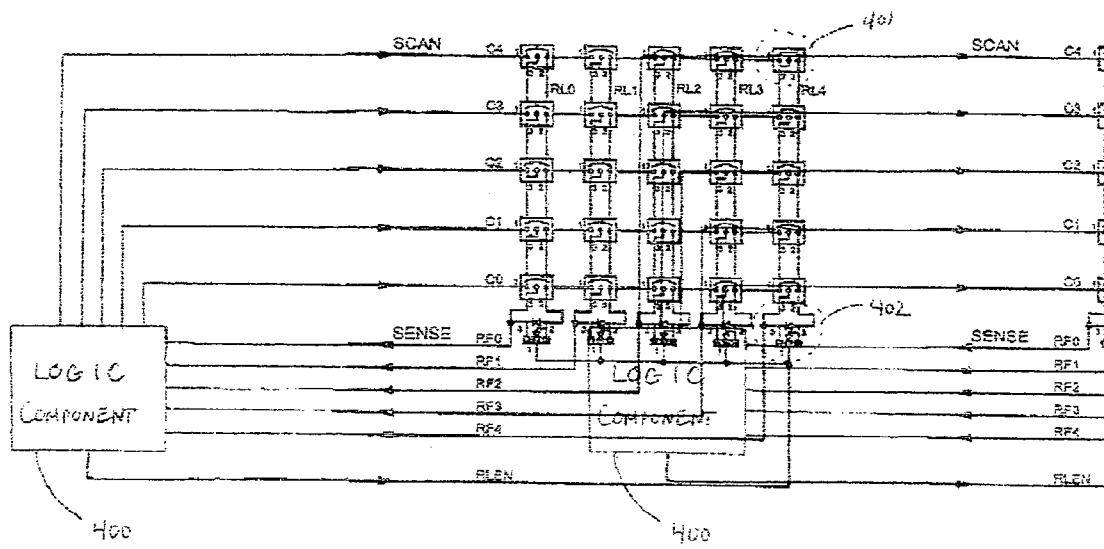 401
SCAN C4 SCAN C4
RL0 RL1 RL2 RL3 RL4
C3 C3
C2 C2
C1 C1
C0 C0
402
SENSE RF0 SENSE RF0
LOGIC COMPONENT
LOGIC COMPONENT
RF1 RF1
RF2 RF2
RF3 RF3
RF4 RF4
RLEN RLEN
400 400